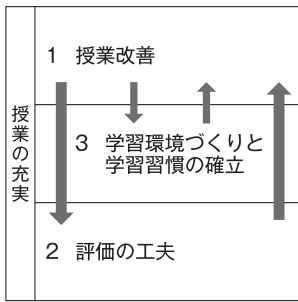 授業の充実
1 授業改善
3 学習環境づくりと
学習習慣の確立
2 評価の工夫